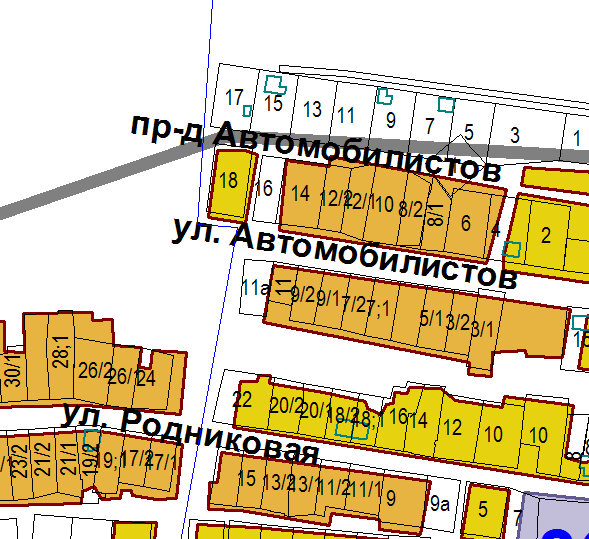 17 15 13 11 9 7 5 3 1
пр-д Автомобилистов
18 16 14 12/2 12/1 10 8/2 8/1 6 4 2
ул. Автомобилистов
11а 11 9/2 9/1 7/2 7;1 5/1 3/2 3/1
30/1 28;1 26/2 26/1 24
22 20/2 20/1 18/2 18;1 16 14 12 10 10 8
ул. Родниковая
23/2 21/2 21/1 19/2 19; 17/2 17/1
15 13/2 13/1 11/2 11/1 9 9а 5 7